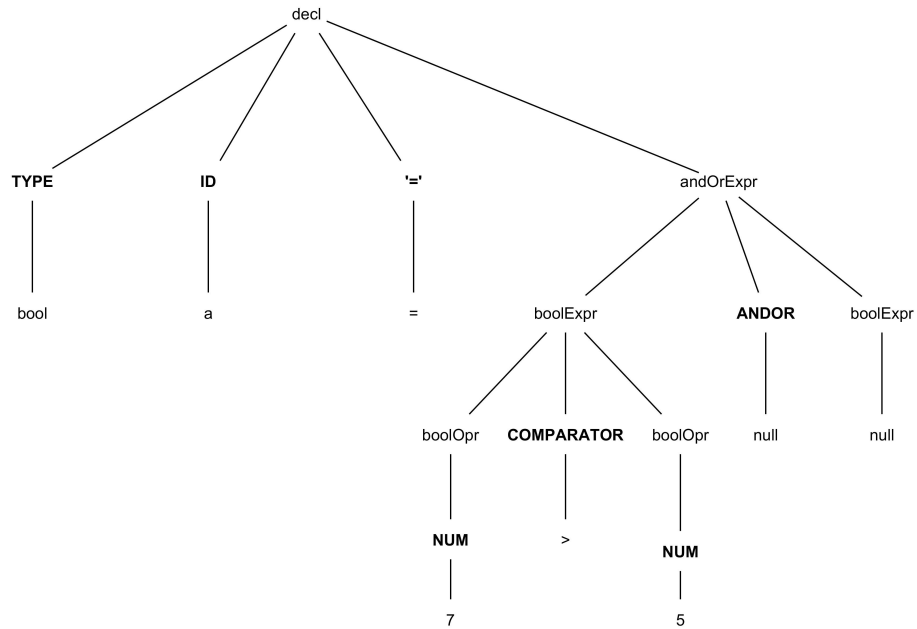 decl
TYPE ID '=' andOrExpr
bool a = boolExpr ANDOR boolExpr
boolOpr COMPARATOR boolOpr null null
NUM > NUM
7 5